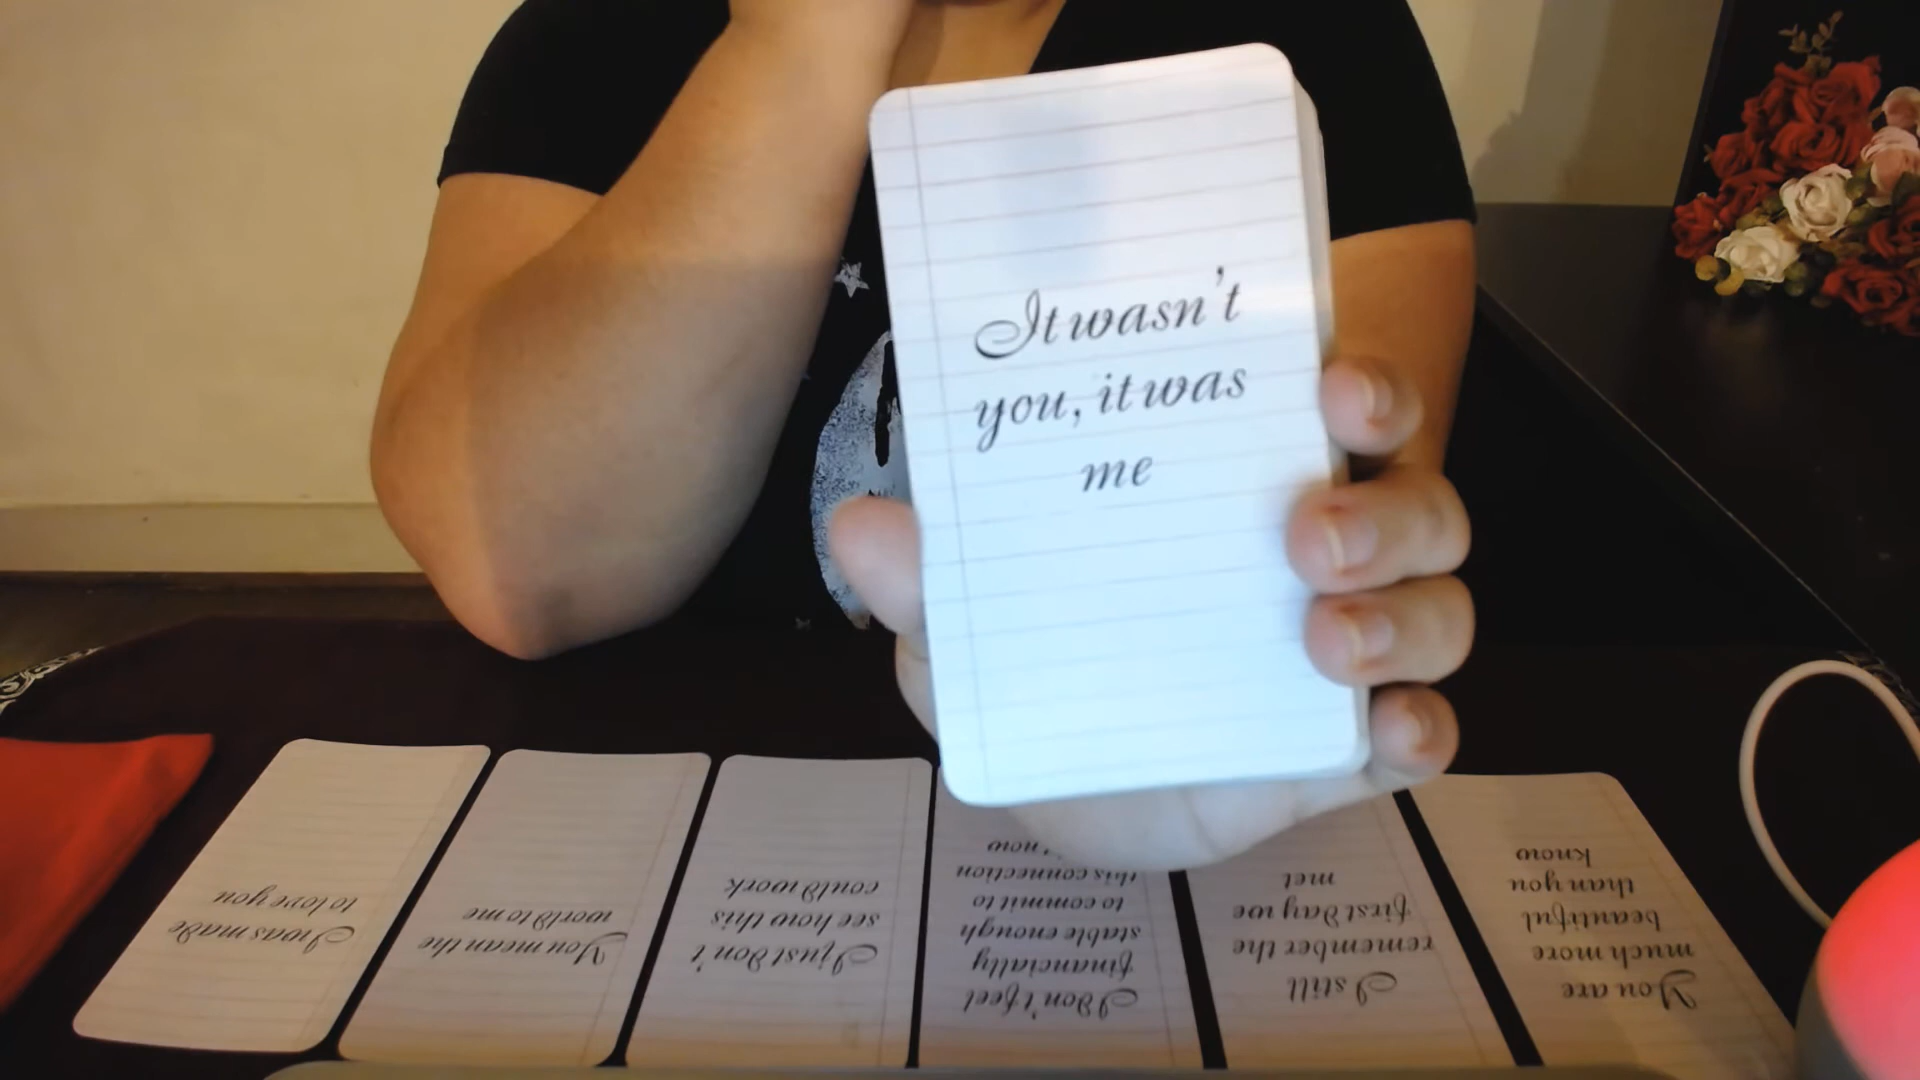 It wasn't
you, it was
me
I was made
to love you
You mean the
world to me
I just don't
see how this
could work
I don't feel
financially
stable enough
to commit to
this connection
now
I still
remember the
first day we
met
You are
much more
beautiful
than you
know